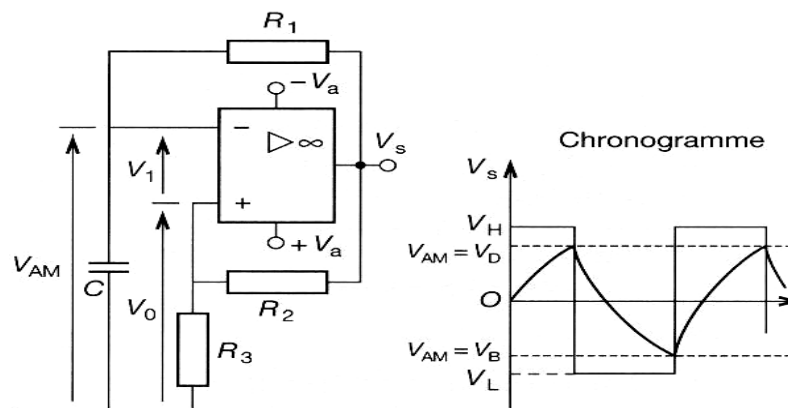 R1
−Va
−
▷ ∞
Vs
V1
+
+ Va
VAM
C
V0
R2
R3
Chronogramme
Vs
VH
VAM = VD
O
VAM = VB
VL